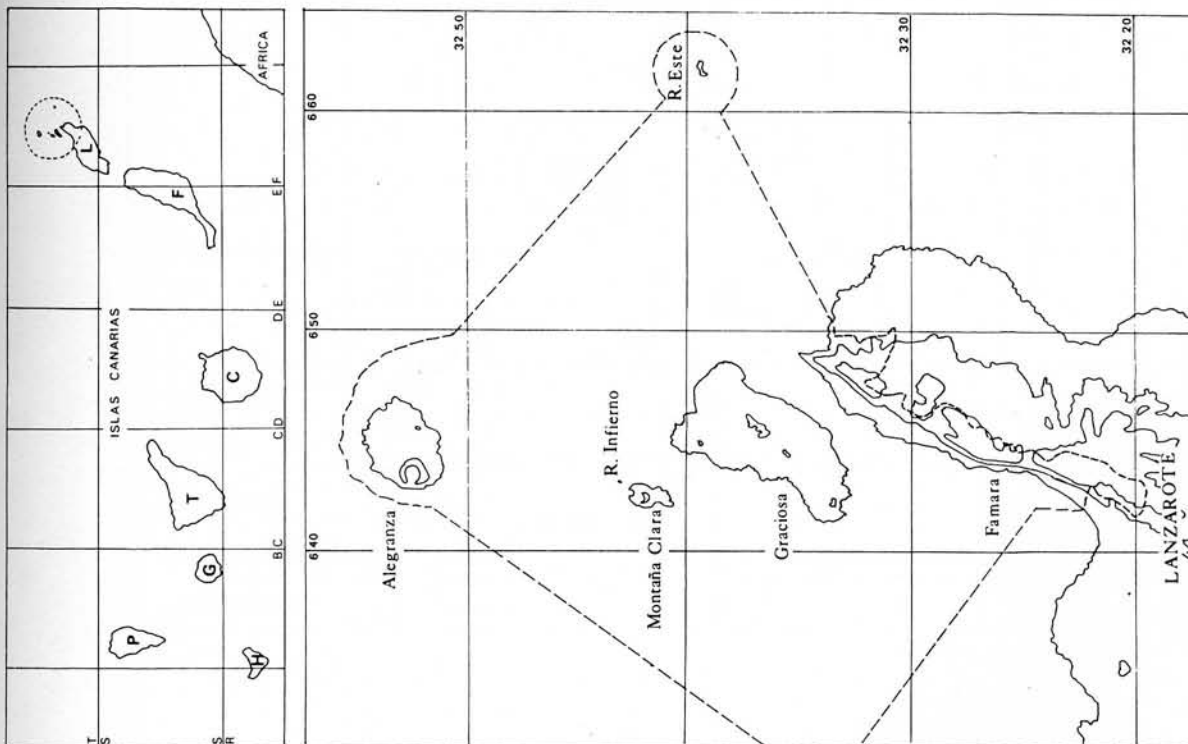 ISLAS CANARIAS
AFRICA
L
F
C
T
G
P
H
T
S
S
R
BC
CD
DE
EF
640
650
660
32 50
32 30
32 20
R. Este
Alegranza
R. Infierno
Montaña Clara
Graciosa
Famara
LANZAROTE